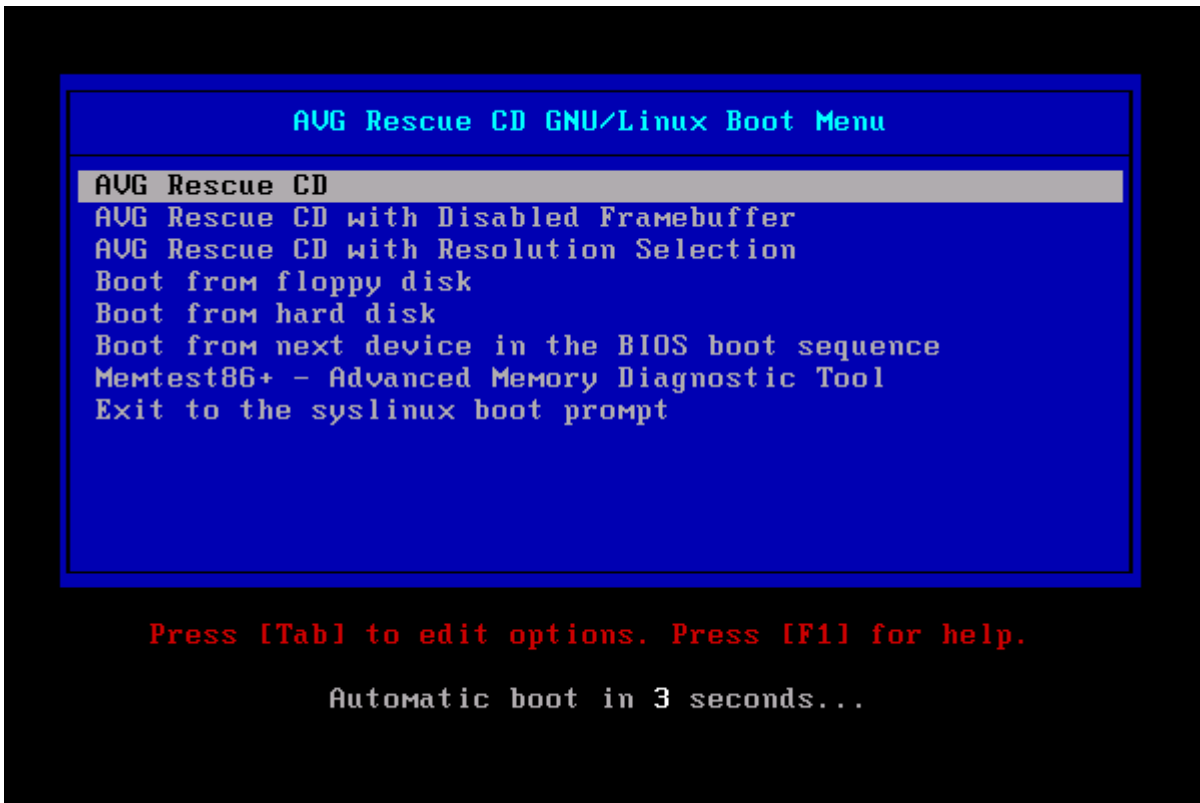 AVG Rescue CD GNU/Linux Boot Menu
AVG Rescue CD
AVG Rescue CD with Disabled Framebuffer
AVG Rescue CD with Resolution Selection
Boot from floppy disk
Boot from hard disk
Boot from next device in the BIOS boot sequence
Memtest86+ - Advanced Memory Diagnostic Tool
Exit to the syslinux boot prompt
Press [Tab] to edit options. Press [F1] for help.
Automatic boot in 3 seconds...